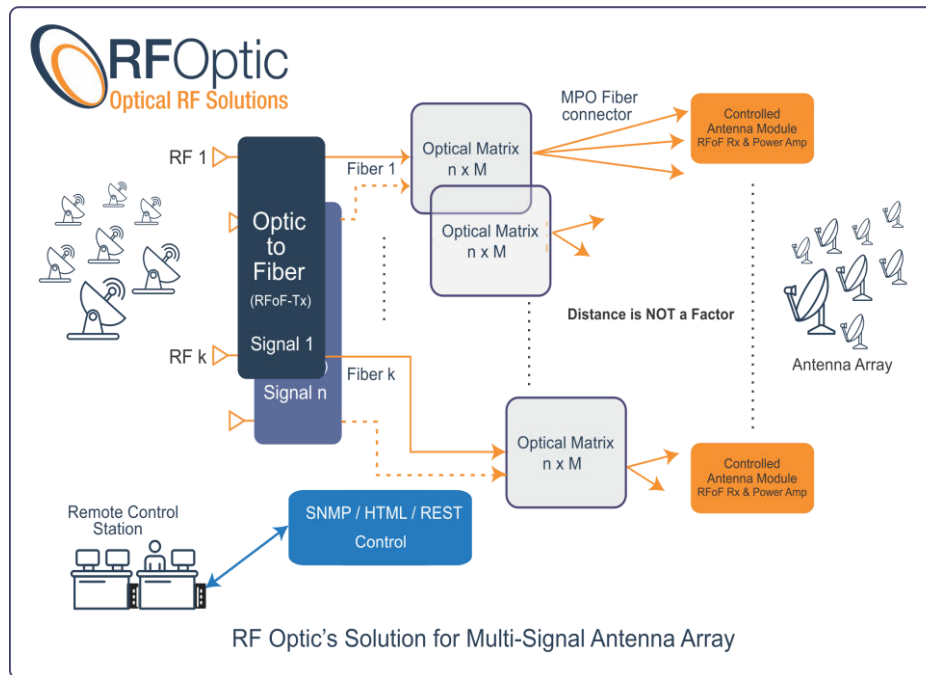 RFOptic
Optical RF Solutions
MPO Fiber
connector
Controlled
Antenna Module
RFoF Rx & Power Amp
RF 1
Fiber 1
Optical Matrix
n x M
Optical Matrix
n x M
Optic
to
Fiber
(RFoF-Tx)
Signal 1
Signal n
Distance is NOT a Factor
RF k
Fiber k
Antenna Array
Optical Matrix
n x M
Controlled
Antenna Module
RFoF Rx & Power Amp
Remote Control
Station
SNMP / HTML / REST
Control
RF Optic's Solution for Multi-Signal Antenna Array